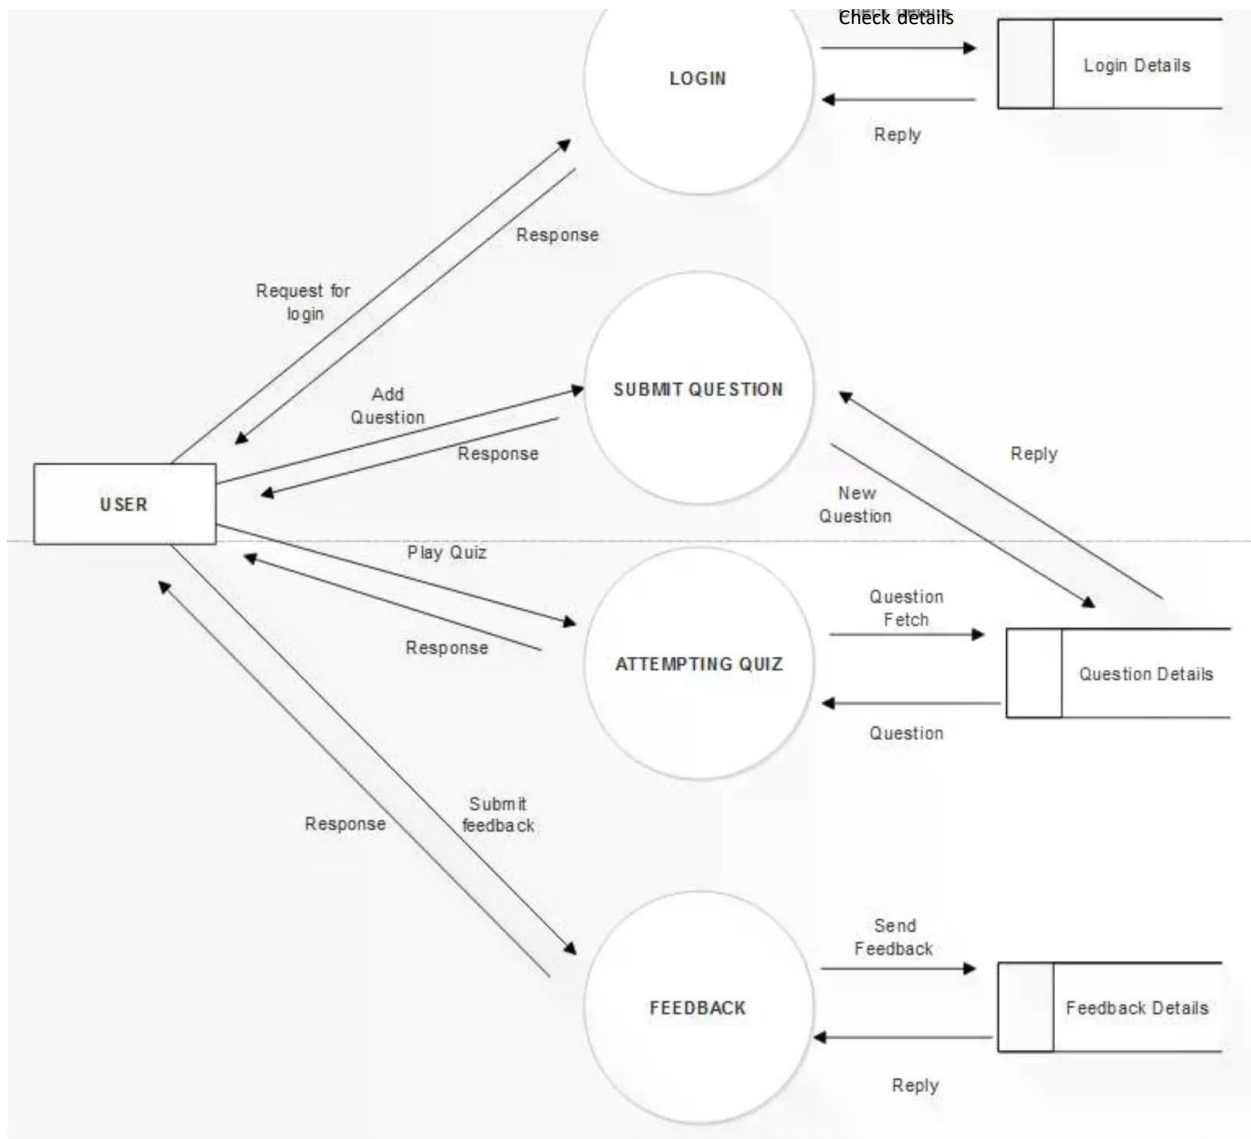 Check details
LOGIN
Login Details
Reply
Response
Request for
login
SUBMIT QUESTION
Add
Question
Response
Reply
New
Question
USER
Play Quiz
Response
Question
Fetch
ATTEMPTING QUIZ
Question Details
Question
Submit
feedback
Response
Send
Feedback
FEEDBACK
Feedback Details
Reply